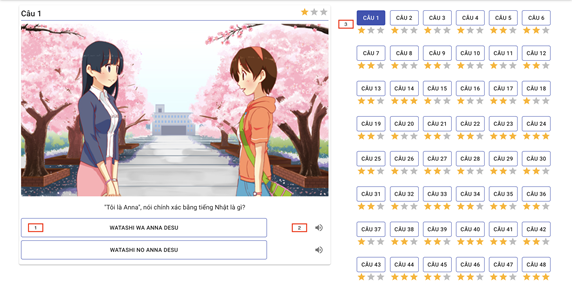 Câu 1
"Tôi là Anna", nói chính xác bằng tiếng Nhật là gì?
1 WATASHI WA ANNA DESU 2
WATASHI NO ANNA DESU
3
CÂU 1 CÂU 2 CÂU 3 CÂU 4 CÂU 5 CÂU 6
CÂU 7 CÂU 8 CÂU 9 CÂU 10 CÂU 11 CÂU 12
CÂU 13 CÂU 14 CÂU 15 CÂU 16 CÂU 17 CÂU 18
CÂU 19 CÂU 20 CÂU 21 CÂU 22 CÂU 23 CÂU 24
CÂU 25 CÂU 26 CÂU 27 CÂU 28 CÂU 29 CÂU 30
CÂU 31 CÂU 32 CÂU 33 CÂU 34 CÂU 35 CÂU 36
CÂU 37 CÂU 38 CÂU 39 CÂU 40 CÂU 41 CÂU 42
CÂU 43 CÂU 44 CÂU 45 CÂU 46 CÂU 47 CÂU 48